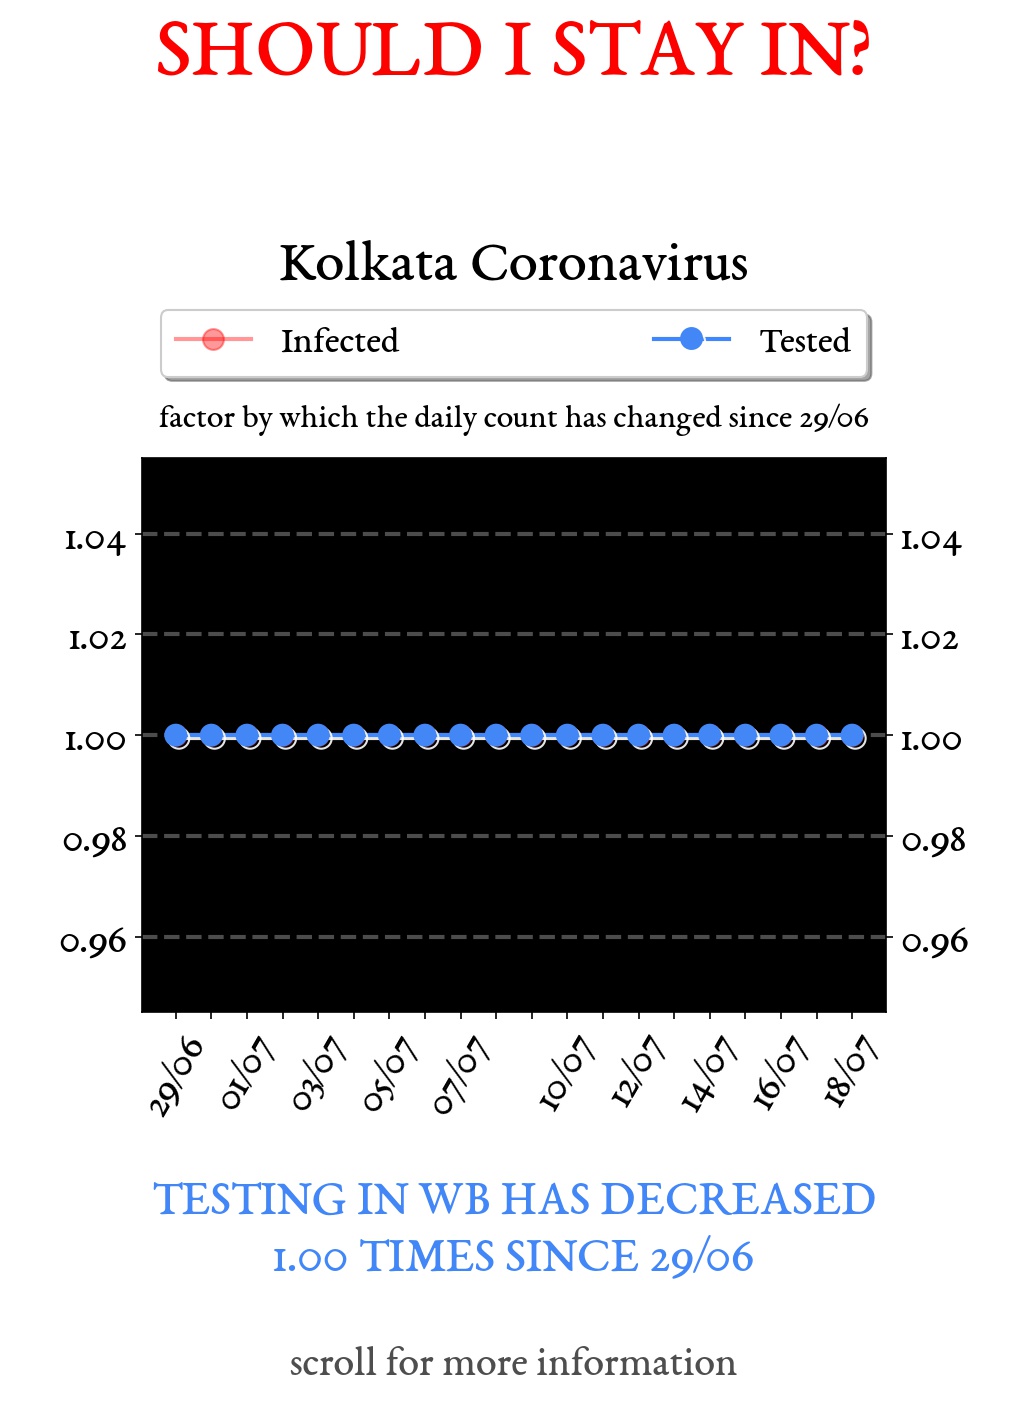 SHOULD I STAY IN?
Kolkata Coronavirus
Infected Tested
factor by which the daily count has changed since 29/06
1.04 1.04
1.02 1.02
1.00 1.00
0.98 0.98
0.96 0.96
29/06 01/07 03/07 05/07 07/07 10/07 12/07 14/07 16/07 18/07
TESTING IN WB HAS DECREASED
1.00 TIMES SINCE 29/06
scroll for more information